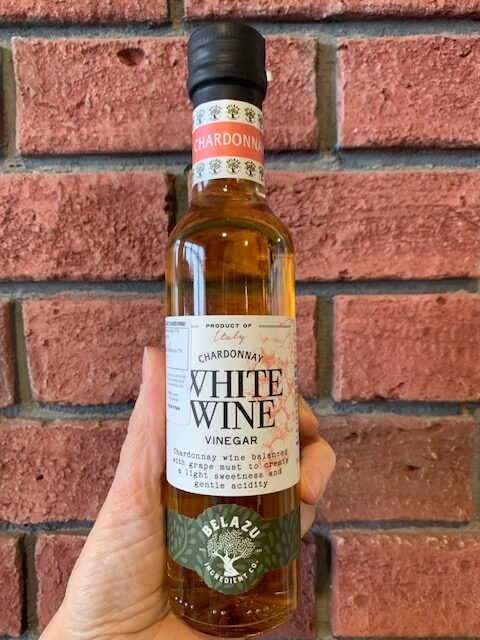 CHARDONNAY
PRODUCT OF
Italy
CHARDONNAY
WHITE
WINE
VINEGAR
Chardonnay wine balanced
with grape must to create
a light sweetness and
gentle acidity
BELAZU
INGREDIENT CO.